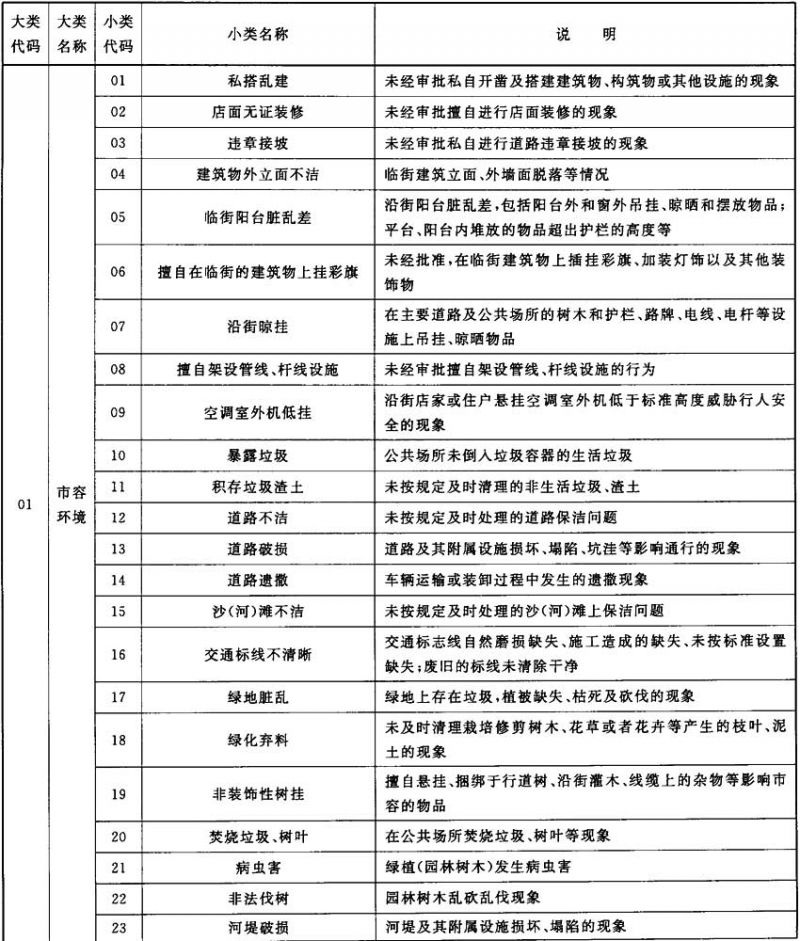 大类代码 大类名称 小类代码 小类名称 说 明
01 市容环境
01 私搭乱建 未经审批私自开凿及搭建建筑物、构筑物或其他设施的现象
02 店面无证装修 未经审批擅自进行店面装修的现象
03 违章接坡 未经审批私自进行道路违章接坡的现象
04 建筑物外立面不洁 临街建筑立面、外墙面脱落等情况
05 临街阳台脏乱差 沿街阳台脏乱差,包括阳台外和窗外吊挂、晾晒和摆放物品;
平台、阳台内堆放的物品超出护栏的高度等
06 擅自在临街的建筑物上挂彩旗 未经批准,在临街建筑物上插挂彩旗、加装灯饰以及其他装
饰物
07 沿街晾挂 在主要道路及公共场所的树木和护栏、路牌、电线、电杆等设
施上吊挂、晾晒物品
08 擅自架设管线、杆线设施 未经审批擅自架设管线、杆线设施的行为
09 空调室外机低挂 沿街店家或住户悬挂空调室外机低于标准高度威胁行人安
全的现象
10 暴露垃圾 公共场所未倒入垃圾容器的生活垃圾
11 积存垃圾渣土 未按规定及时清理的非生活垃圾、渣土
12 道路不洁 未按规定及时处理的道路保洁问题
13 道路破损 道路及其附属设施损坏、塌陷、坑洼等影响通行的现象
14 道路遗撒 车辆运输或装卸过程中发生的遗撒现象
15 沙(河)滩不洁 未按规定及时处理的沙(河)滩上保洁问题
16 交通标线不清晰 交通标志线自然磨损缺失、施工造成的缺失、未按标准设置
缺失;废旧的标线未清除干净
17 绿地脏乱 绿地上存在垃圾,植被缺失、枯死及砍伐的现象
18 绿化弃料 未及时清理栽培修剪树木、花草或者花卉等产生的枝叶、泥
土的现象
19 非装饰性树挂 擅自悬挂、捆绑于行道树、沿街灌木、线缆上的杂物等影响市
容的物品
20 焚烧垃圾、树叶 在公共场所焚烧垃圾、树叶等现象
21 病虫害 绿植(园林树木)发生病虫害
22 非法伐树 园林树木乱砍乱伐现象
23 河堤破损 河堤及其附属设施损坏、塌陷的现象